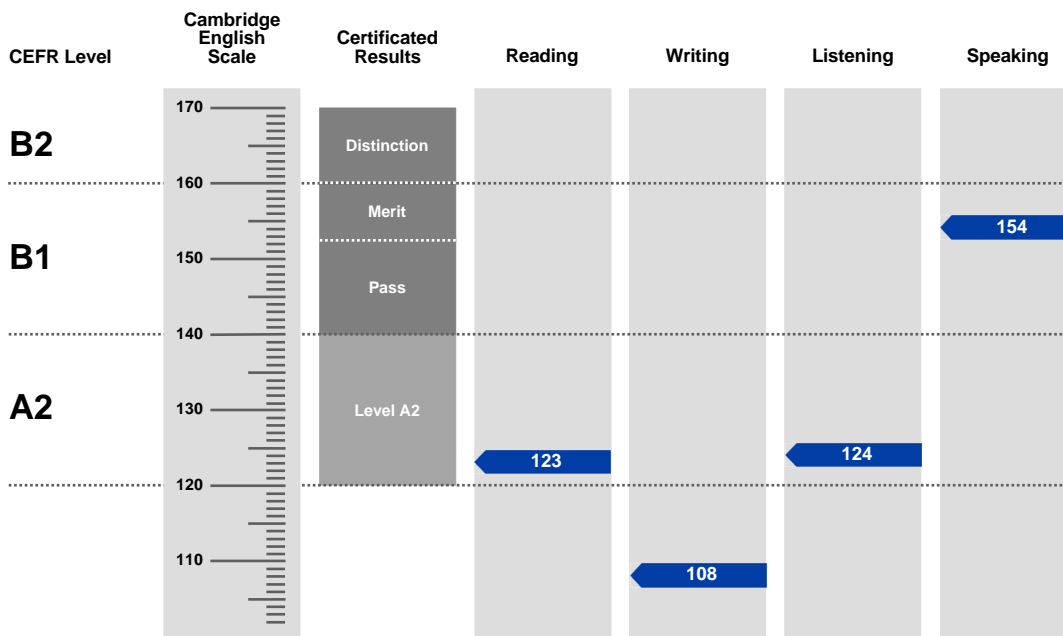 CEFR Level
Cambridge
English
Scale
Certificated
Results
Reading
Writing
Listening
Speaking
170
B2
Distinction
160
Merit
154
B1
150
Pass
140
A2
130
Level A2
123
124
120
110
108